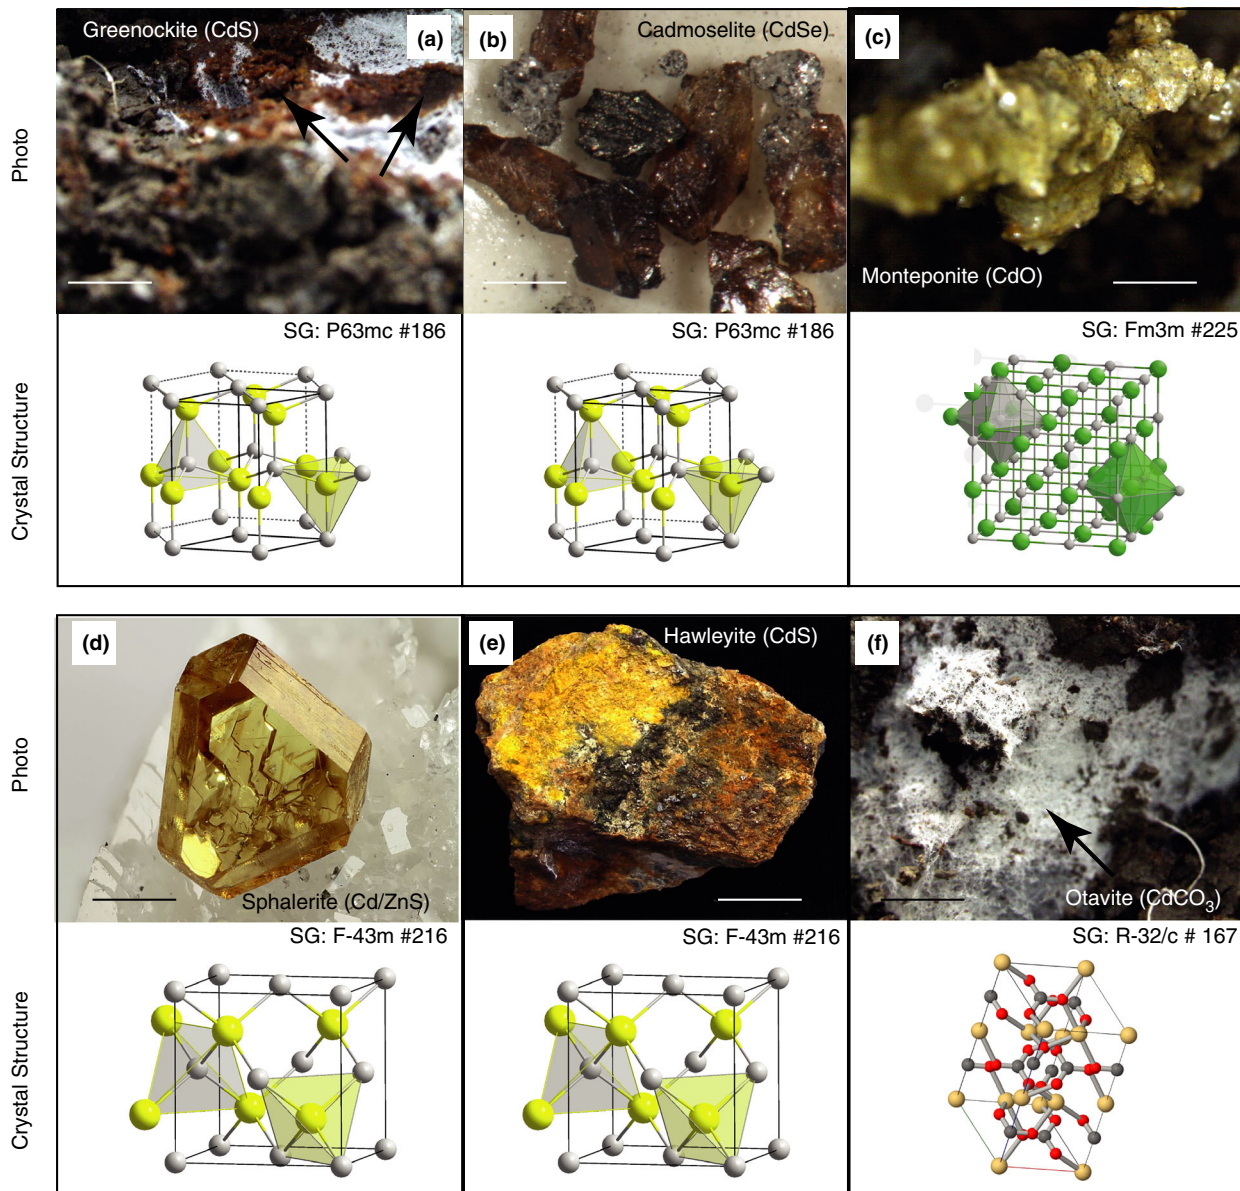 Greenockite (CdS)
(a)
(b)
Cadmoselite (CdSe)
(c)
Photo
Monteponite (CdO)
SG: P63mc #186
SG: P63mc #186
SG: Fm3m #225
Crystal Structure
(d)
(e)
Hawleyite (CdS)
(f)
Photo
Sphalerite (Cd/ZnS)
Otavite (CdCO₃)
SG: F-43m #216
SG: F-43m #216
SG: R-32/c # 167
Crystal Structure